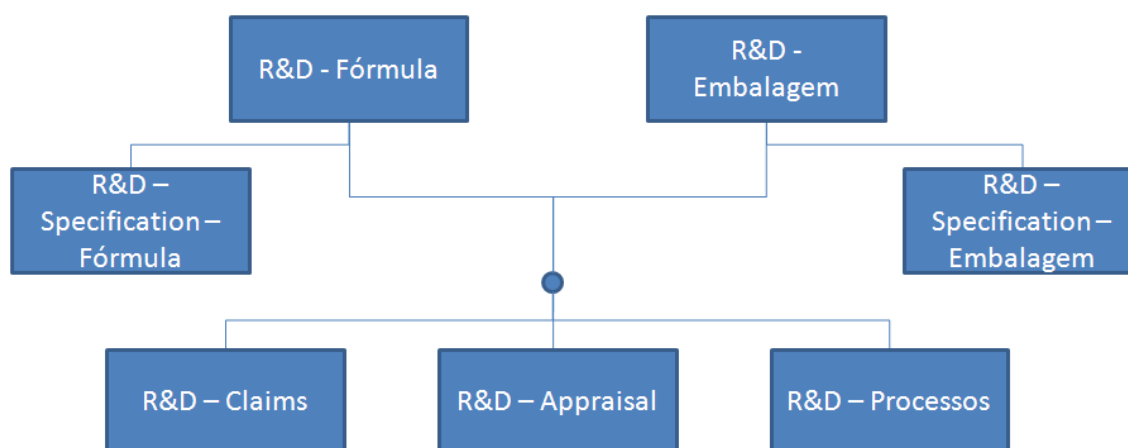 R&D - Fórmula
R&D -
Embalagem
R&D –
Specification –
Fórmula
R&D –
Specification –
Embalagem
R&D – Claims
R&D – Appraisal
R&D – Processos